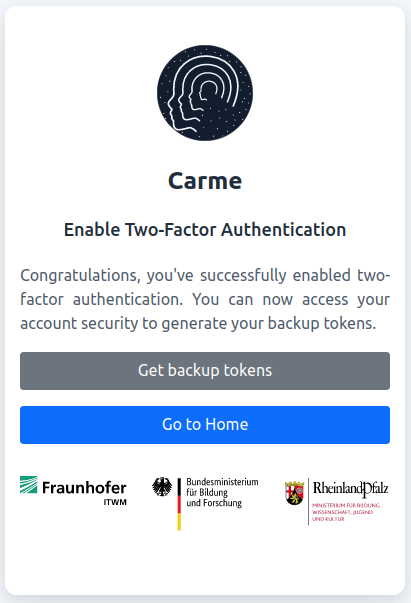 Carme
Enable Two-Factor Authentication
Congratulations, you've successfully enabled two-
factor authentication. You can now access your
account security to generate your backup tokens.
Get backup tokens
Go to Home
Fraunhofer
ITWM
Bundesministerium
für Bildung
und Forschung
RheinlandPfalz
MINISTERIUM FÜR BILDUNG,
WISSENSCHAFT, JUGEND
UND KULTUR